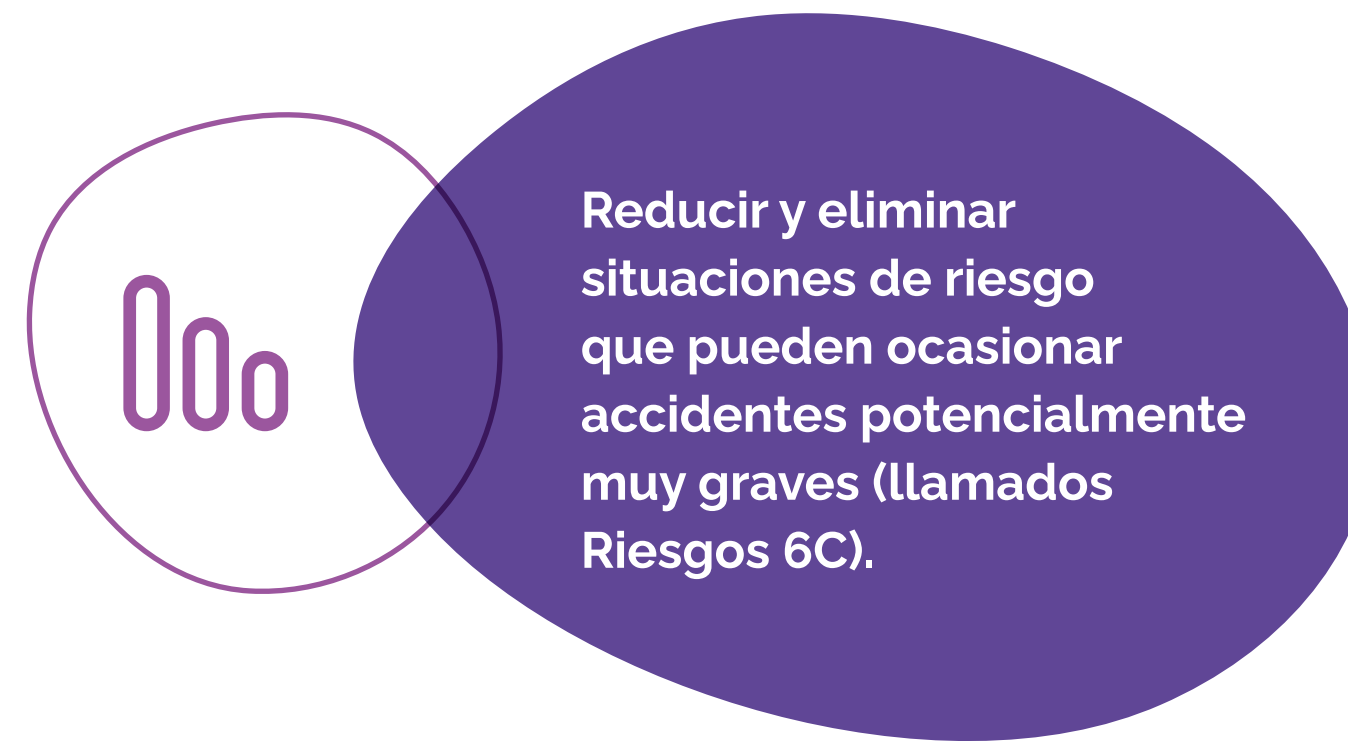 Reducir y eliminar
situaciones de riesgo
que pueden ocasionar
accidentes potencialmente
muy graves (llamados
Riesgos 6C).